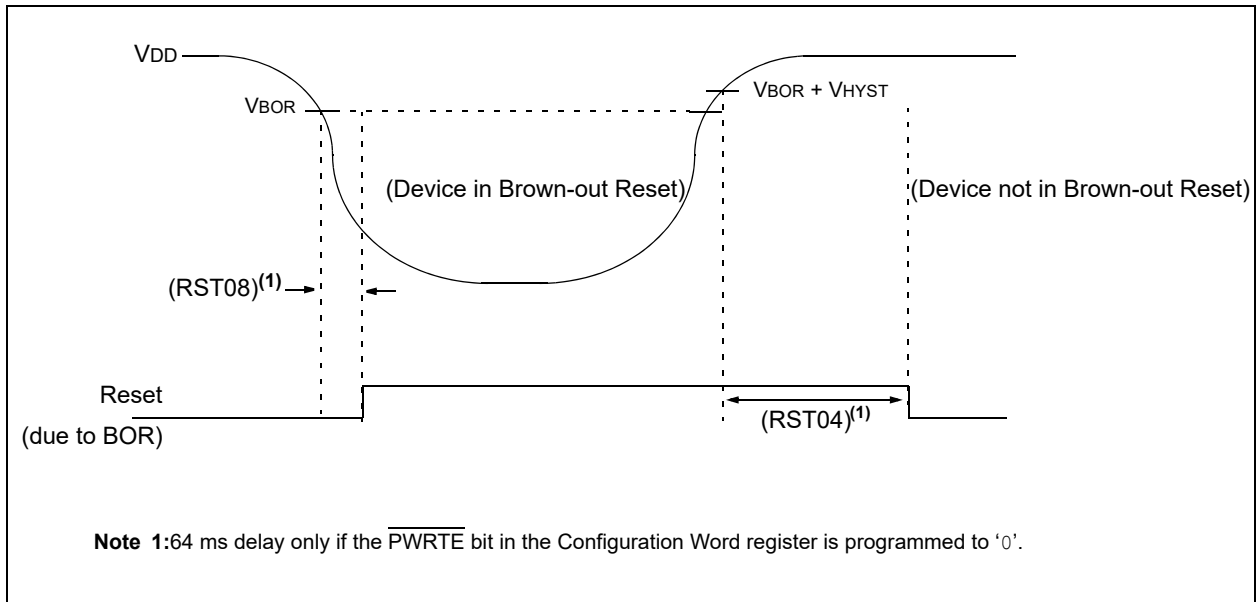 VDD
VBOR
VBOR + VHYST
(Device in Brown-out Reset)
(Device not in Brown-out Reset)
(RST08)(1)
Reset
(due to BOR)
(RST04)(1)
Note 1:64 ms delay only if the PWRTE bit in the Configuration Word register is programmed to ‘0’.